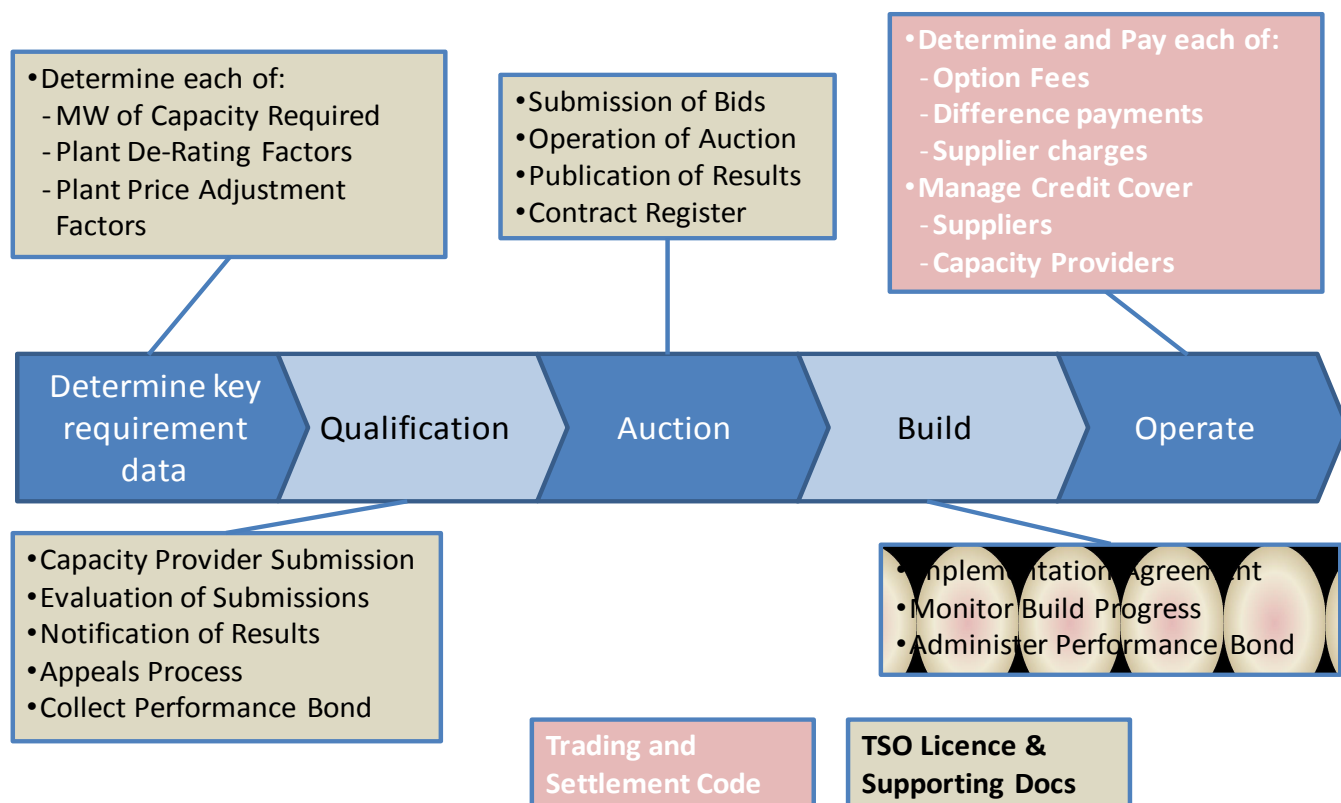 •Determine each of:
-MW of Capacity Required
-Plant De-Rating Factors
-Plant Price Adjustment
Factors
•Submission of Bids
•Operation of Auction
•Publication of Results
•Contract Register
•Determine and Pay each of:
-Option Fees
-Difference payments
-Supplier charges
•Manage Credit Cover
-Suppliers
-Capacity Providers
Determine key
requirement
data
Qualification
Auction
Build
Operate
•Capacity Provider Submission
•Evaluation of Submissions
•Notification of Results
•Appeals Process
•Collect Performance Bond
•Implementation Agreement
•Monitor Build Progress
•Administer Performance Bond
Trading and
Settlement Code
TSO Licence &
Supporting Docs